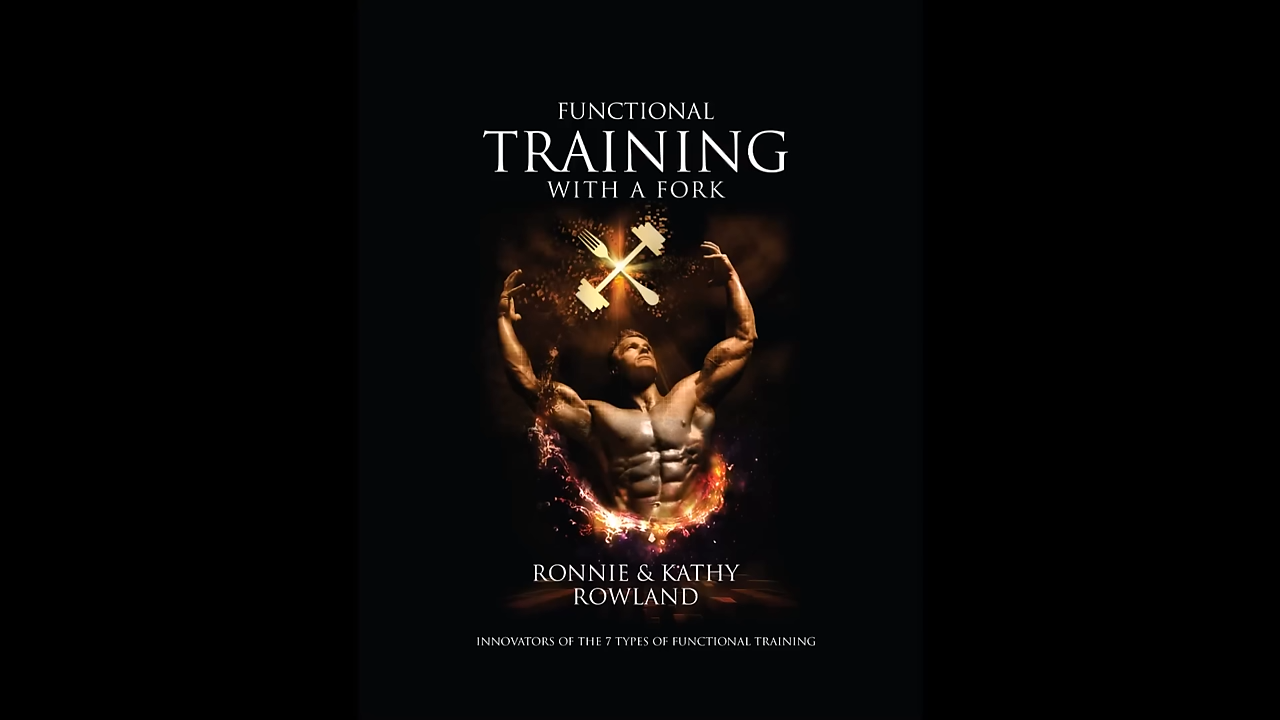 FUNCTIONAL
TRAINING
WITH A FORK
RONNIE & KATHY
ROWLAND
INNOVATORS OF THE 7 TYPES OF FUNCTIONAL TRAINING